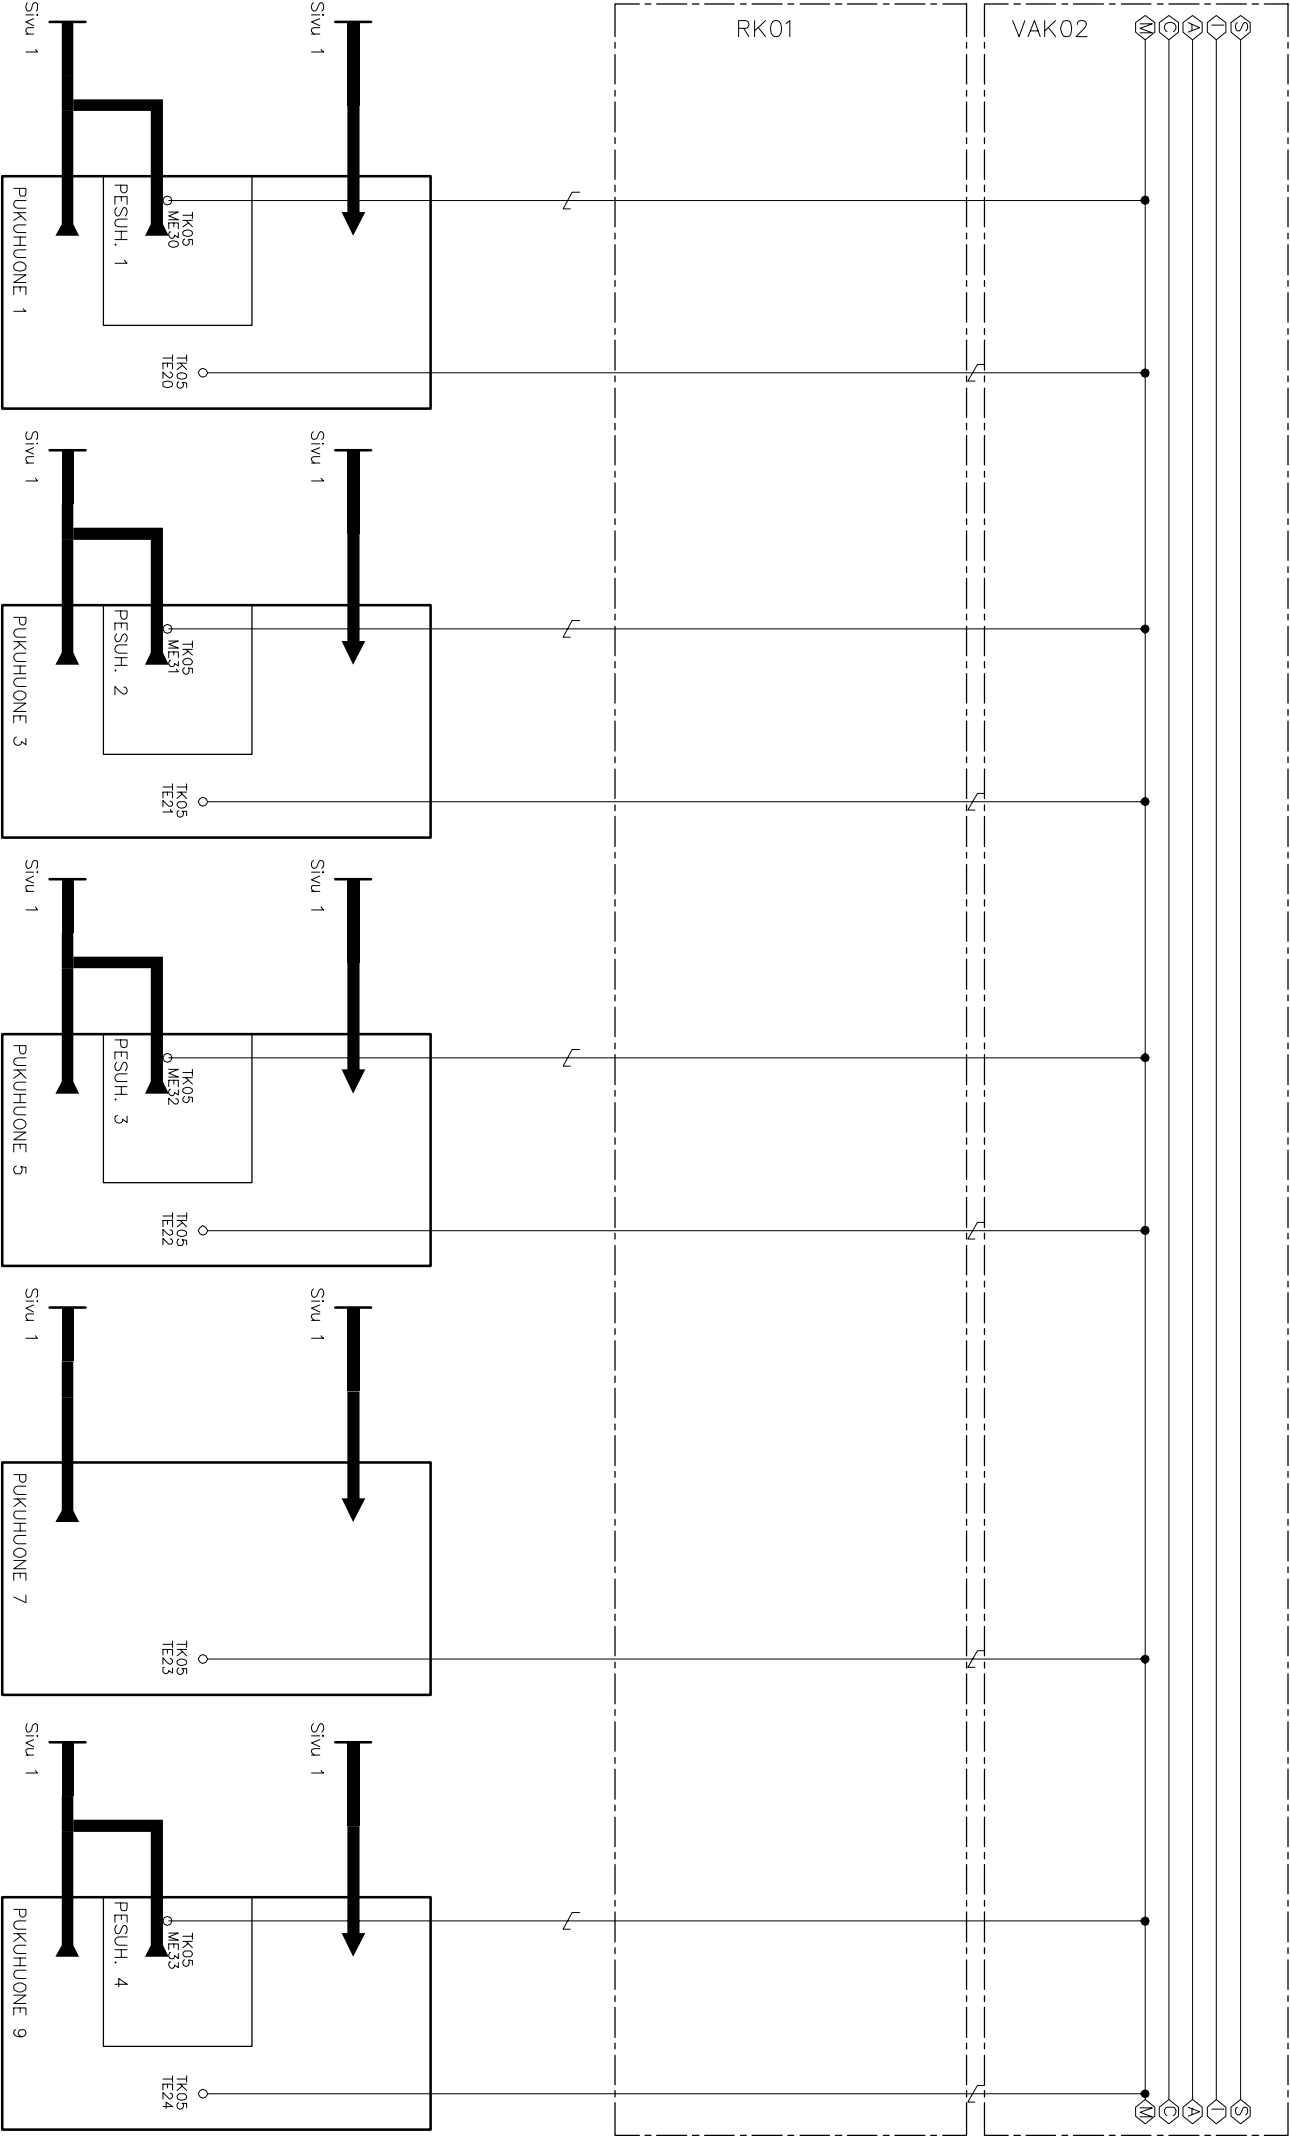 RK01
VAK02
M
C
A
I
S
Sivu 1
Sivu 1
TK05
ME30
PESUH. 1
PUKUHUONE 1
TK05
TE20
Sivu 1
Sivu 1
TK05
ME31
PESUH. 2
PUKUHUONE 3
TK05
TE21
Sivu 1
Sivu 1
TK05
ME32
PESUH. 3
PUKUHUONE 5
TK05
TE22
Sivu 1
Sivu 1
PUKUHUONE 7
TK05
TE23
Sivu 1
Sivu 1
TK05
ME33
PESUH. 4
PUKUHUONE 9
TK05
TE24
M
C
A
I
S